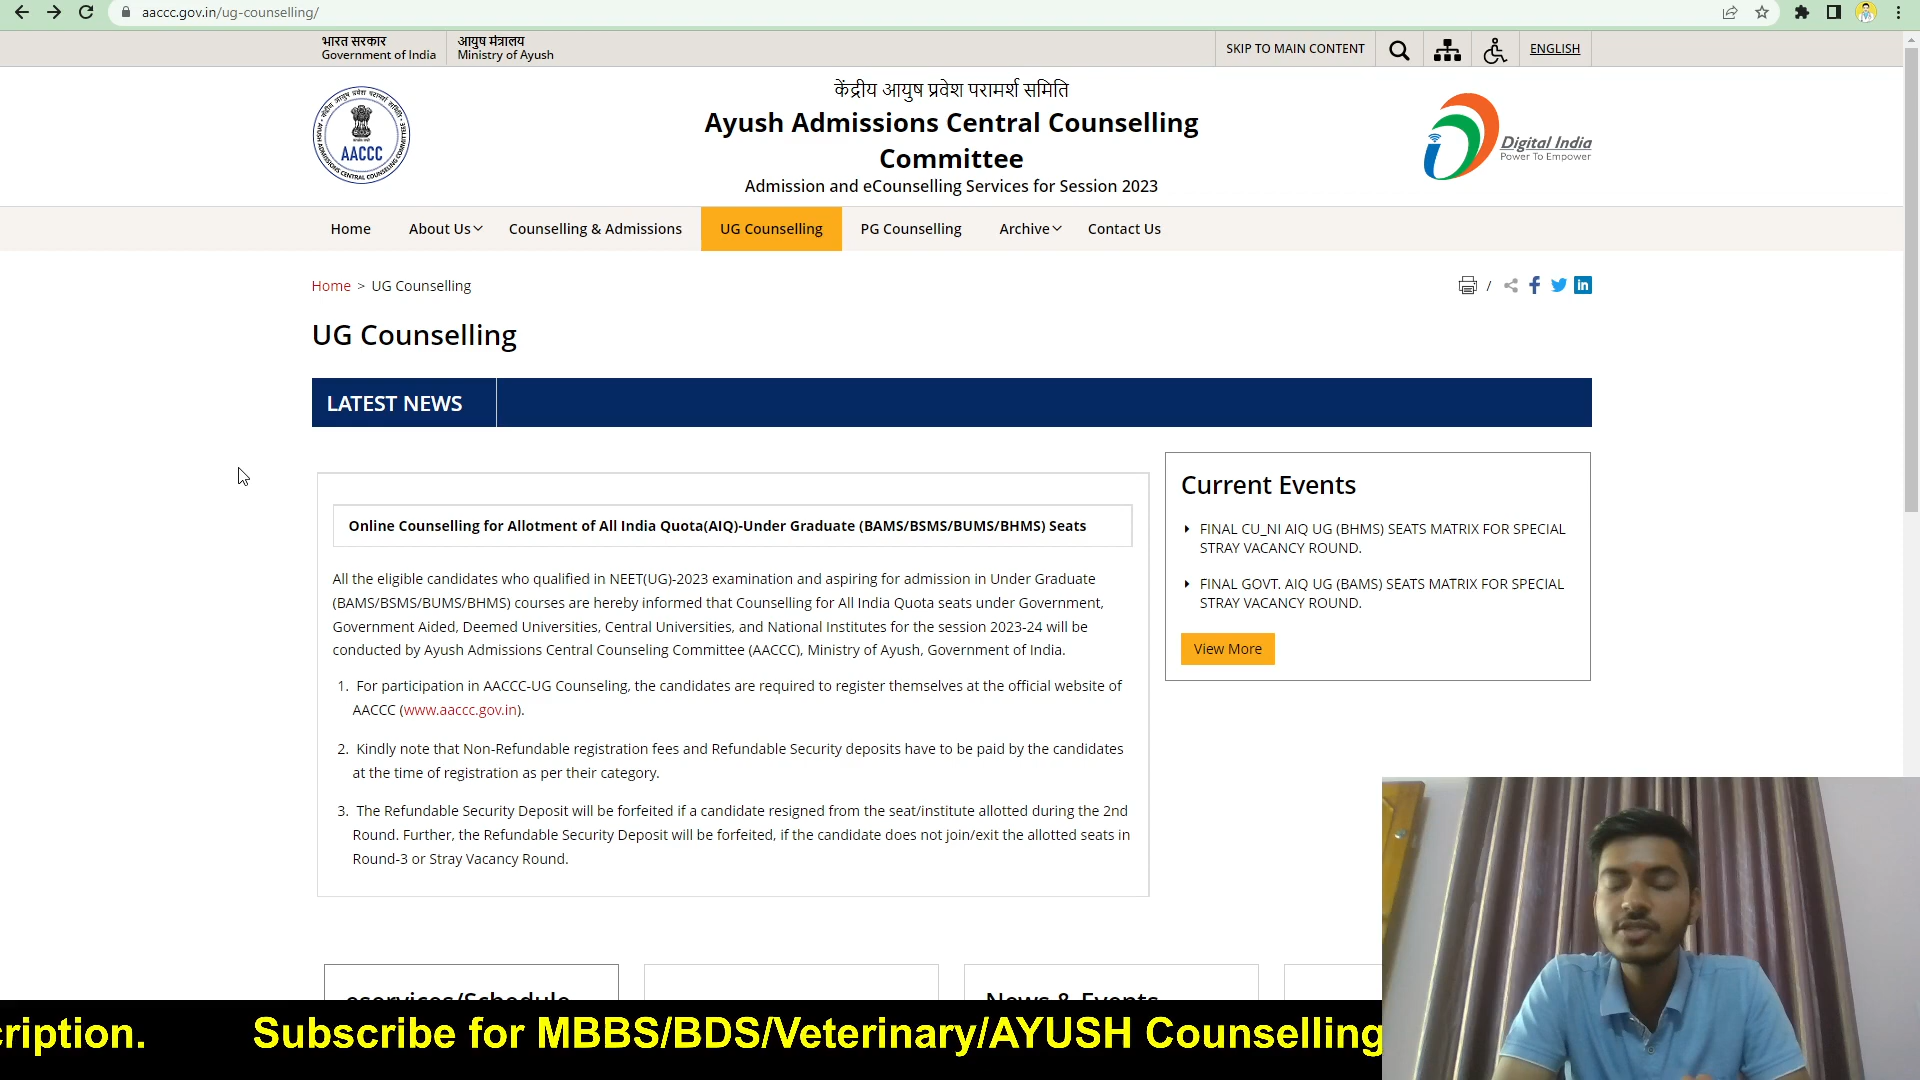 aaccc.gov.in/ug-counselling/
भारत सरकार
Government of India
आयुष मंत्रालय
Ministry of Ayush
SKIP TO MAIN CONTENT
ENGLISH
केंद्रीय आयुष प्रवेश परामर्श समिति
Ayush Admissions Central Counselling
Committee
Admission and eCounselling Services for Session 2023
AACCC
AYUSH ADMISSIONS CENTRAL COUNSELING COMMITTEE
Digital India
Power To Empower
Home
About Us
Counselling & Admissions
UG Counselling
PG Counselling
Archive
Contact Us
Home > UG Counselling
/
UG Counselling
LATEST NEWS
Online Counselling for Allotment of All India Quota(AIQ)-Under Graduate (BAMS/BSMS/BUMS/BHMS) Seats
All the eligible candidates who qualified in NEET(UG)-2023 examination and aspiring for admission in Under Graduate
(BAMS/BSMS/BUMS/BHMS) courses are hereby informed that Counselling for All India Quota seats under Government,
Government Aided, Deemed Universities, Central Universities, and National Institutes for the session 2023-24 will be
conducted by Ayush Admissions Central Counseling Committee (AACCC), Ministry of Ayush, Government of India.
1. For participation in AACCC-UG Counseling, the candidates are required to register themselves at the official website of
AACCC (www.aaccc.gov.in).
2. Kindly note that Non-Refundable registration fees and Refundable Security deposits have to be paid by the candidates
at the time of registration as per their category.
3. The Refundable Security Deposit will be forfeited if a candidate resigned from the seat/institute allotted during the 2nd
Round. Further, the Refundable Security Deposit will be forfeited, if the candidate does not join/exit the allotted seats in
Round-3 or Stray Vacancy Round.
Current Events
FINAL CU_NI AIQ UG (BHMS) SEATS MATRIX FOR SPECIAL
STRAY VACANCY ROUND.
FINAL GOVT. AIQ UG (BAMS) SEATS MATRIX FOR SPECIAL
STRAY VACANCY ROUND.
View More
eservices/Schedule
News & Events
cription. Subscribe for MBBS/BDS/Veterinary/AYUSH Counselling